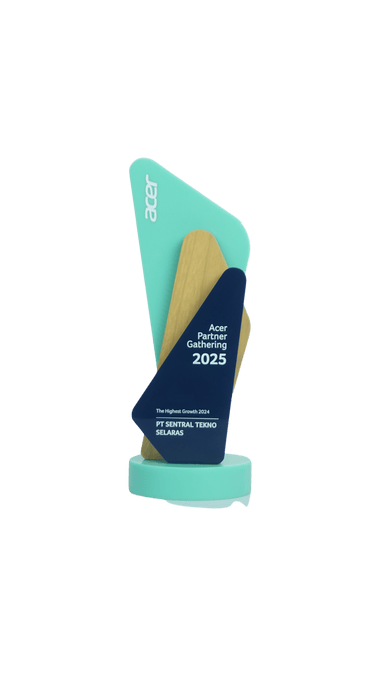 acer
Acer
Partner
Gathering
2025
The Highest Growth 2024
PT SENTRAL TEKNO
SELARAS